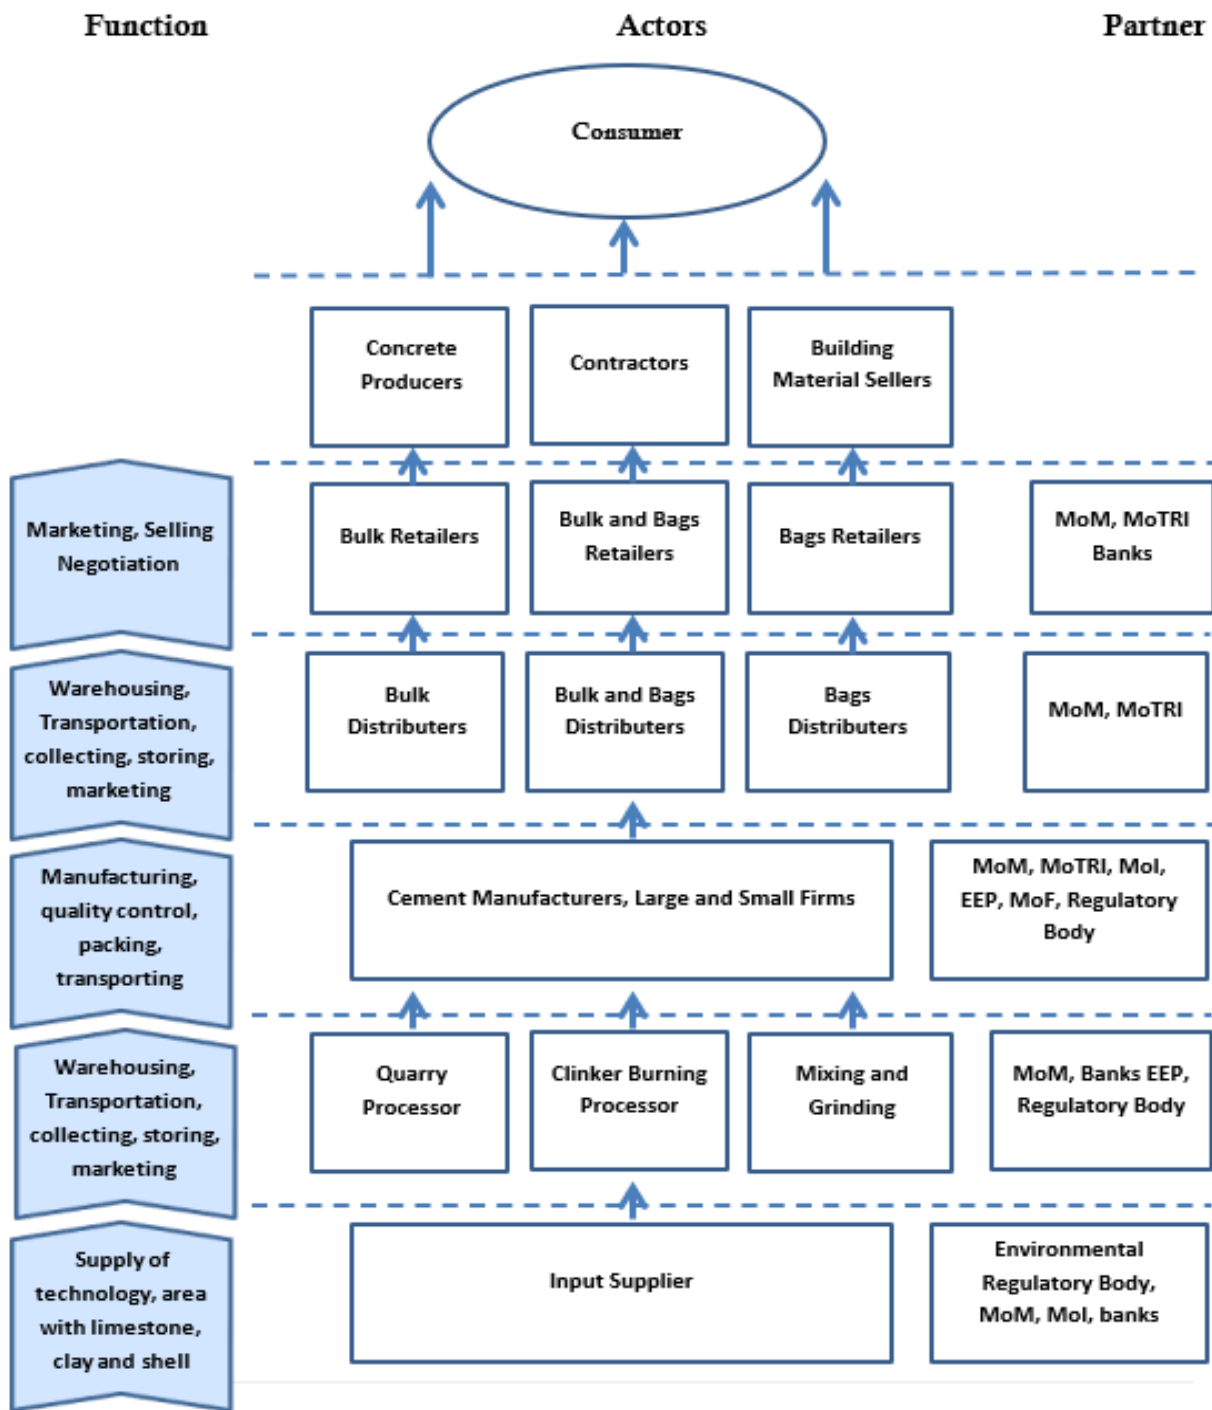 Function
Actors
Partner
Consumer
Concrete
Producers
Contractors
Building
Material Sellers
Marketing, Selling
Negotiation
Bulk Retailers
Bulk and Bags
Retailers
Bags Retailers
MoM, MoTRI
Banks
Warehousing,
Transportation,
collecting, storing,
marketing
Bulk
Distributers
Bulk and Bags
Distributers
Bags
Distributers
MoM, MoTRI
Manufacturing,
quality control,
packing,
transporting
Cement Manufacturers, Large and Small Firms
MoM, MoTRI, MoI,
EEP, MoF, Regulatory
Body
Warehousing,
Transportation,
collecting, storing,
marketing
Quarry
Processor
Clinker Burning
Processor
Mixing and
Grinding
MoM, Banks EEP,
Regulatory Body
Supply of
technology, area
with limestone,
clay and shell
Input Supplier
Environmental
Regulatory Body,
MoM, MoI, banks